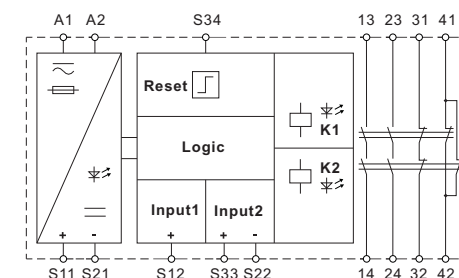 A1 A2 S34 13 23 31 41
Reset
K1
Logic
K2
Input1 Input2
+ - + + -
S11 S21 S12 S33 S22 14 24 32 42